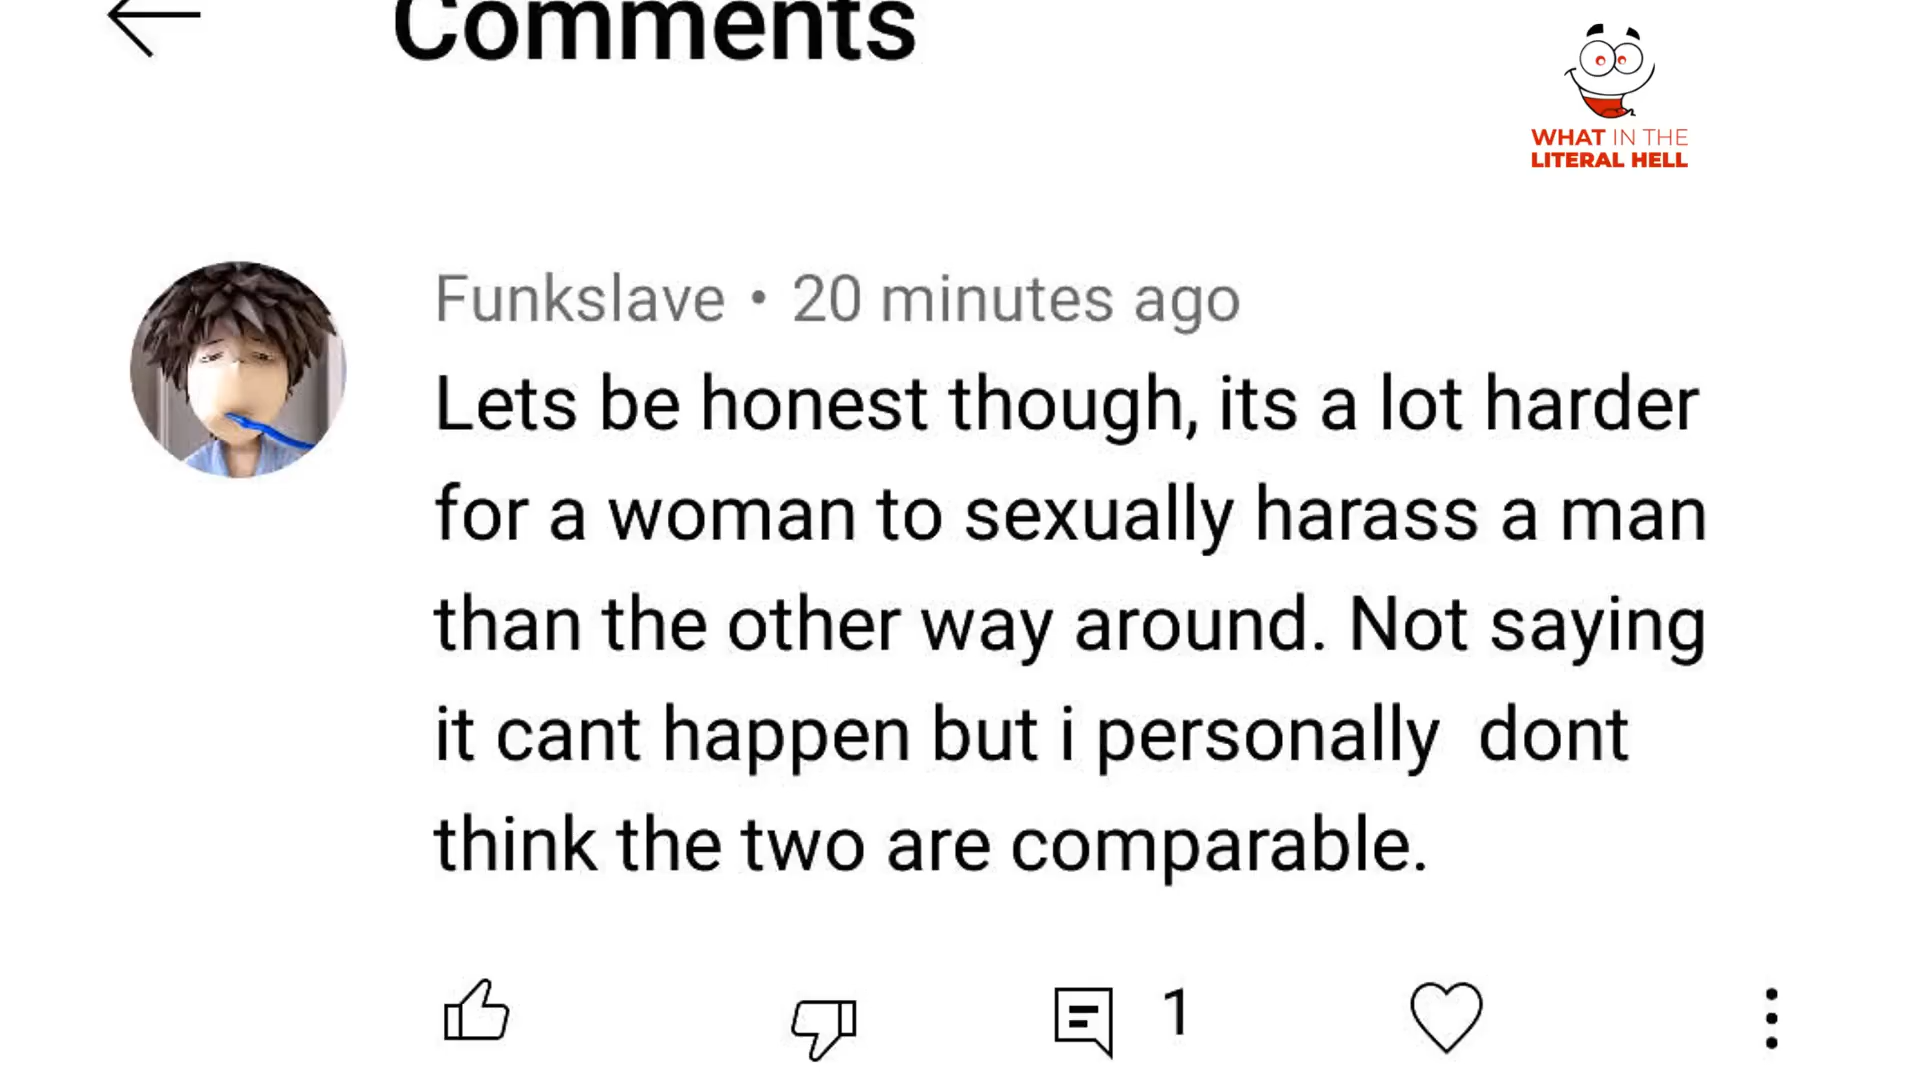 Comments
WHAT IN THE
LITERAL HELL
Funkslave • 20 minutes ago
Lets be honest though, its a lot harder
for a woman to sexually harass a man
than the other way around. Not saying
it cant happen but i personally  dont
think the two are comparable.
1